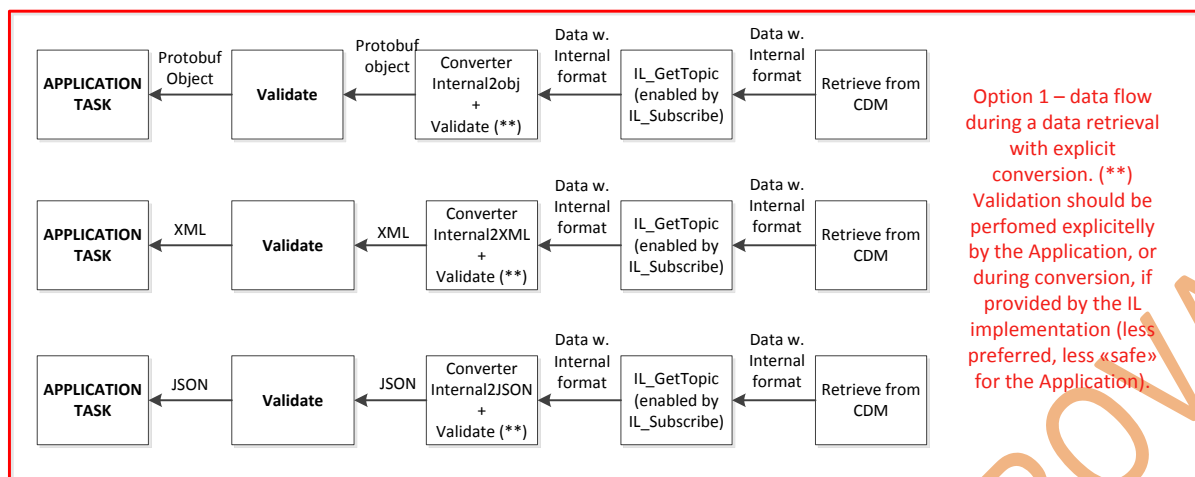 Protobuf
Object
Protobuf
object
Data w.
Internal
format
Data w.
Internal
format
APPLICATION
TASK
Validate
Converter
Internal2obj
+
Validate (**)
IL_GetTopic
(enabled by
IL_Subscribe)
Retrieve from
CDM
XML
XML
Data w.
Internal
format
Data w.
Internal
format
APPLICATION
TASK
Validate
Converter
Internal2XML
+
Validate (**)
IL_GetTopic
(enabled by
IL_Subscribe)
Retrieve from
CDM
JSON
JSON
Data w.
Internal
format
Data w.
Internal
format
APPLICATION
TASK
Validate
Converter
Internal2JSON
+
Validate (**)
IL_GetTopic
(enabled by
IL_Subscribe)
Retrieve from
CDM
Option 1 – data flow
during a data retrieval
with explicit
conversion. (**)
Validation should be
perfomed explicitelly
by the Application, or
during conversion, if
provided by the IL
implementation (less
preferred, less «safe»
for the Application).